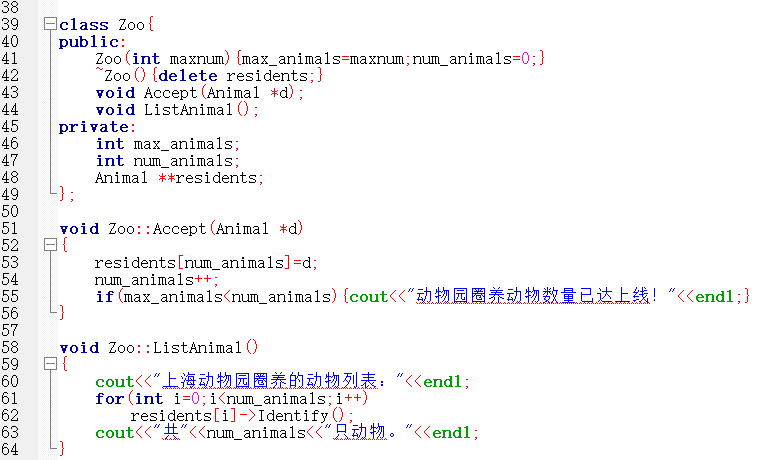 38
39 class Zoo{
40 public:
41     Zoo(int maxnum){max_animals=maxnum;num_animals=0;}
42     ~Zoo(){delete residents;}
43     void Accept(Animal *d);
44     void ListAnimal();
45 private:
46     int max_animals;
47     int num_animals;
48     Animal **residents;
49 };
50
51 void Zoo::Accept(Animal *d)
52 {
53     residents[num_animals]=d;
54     num_animals++;
55     if(max_animals<num_animals){cout<<"动物园圈养动物数量已达上线！"<<endl;}
56 }
57
58 void Zoo::ListAnimal()
59 {
60     cout<<"上海动物园圈养的动物列表："<<endl;
61     for(int i=0;i<num_animals;i++)
62         residents[i]->Identify();
63     cout<<"共"<<num_animals<<"只动物。"<<endl;
64 }